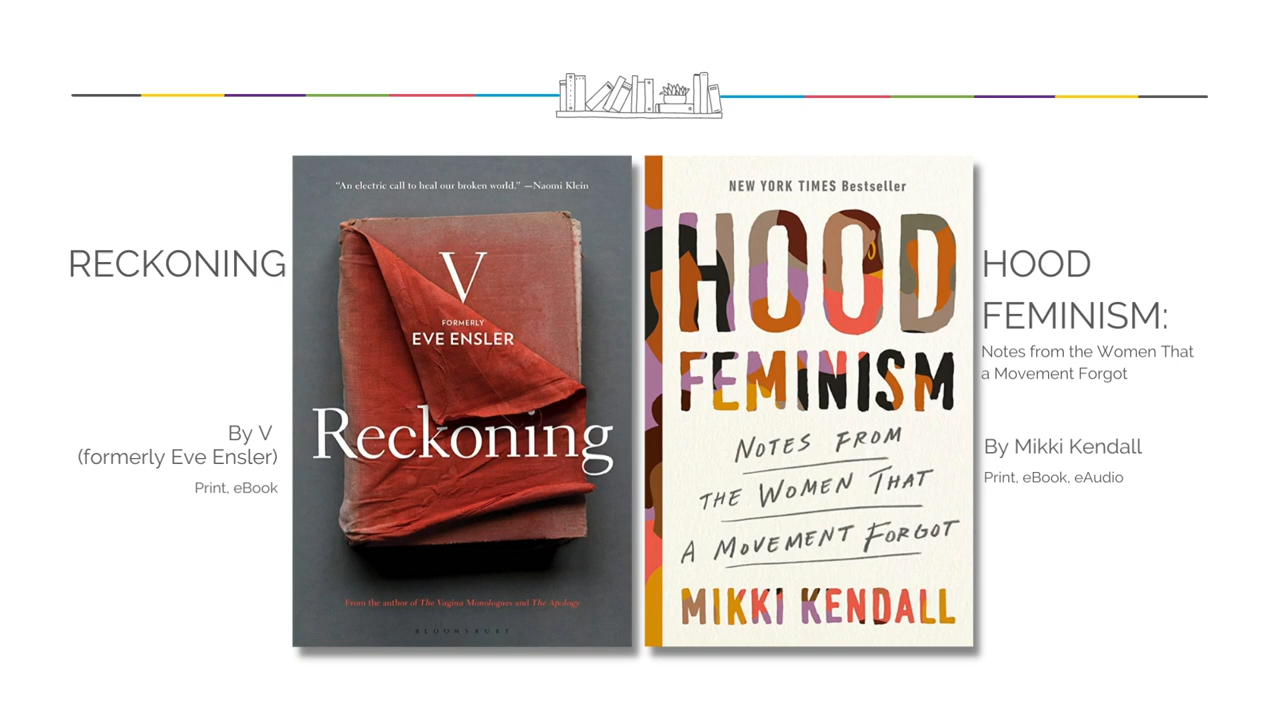 RECKONING
By V
(formerly Eve Ensler)
Print, eBook
"An electric call to heal our broken world." —Naomi Klein
V
FORMERLY
EVE ENSLER
Reckoning
From the author of The Vagina Monologues and The Apology
BLOOMSBURY
NEW YORK TIMES Bestseller
HOOD
FEMINISM
NOTES FROM
THE WOMEN THAT
A MOVEMENT FORGOT
MIKKI KENDALL
HOOD
FEMINISM:
Notes from the Women That
a Movement Forgot
By Mikki Kendall
Print, eBook, eAudio